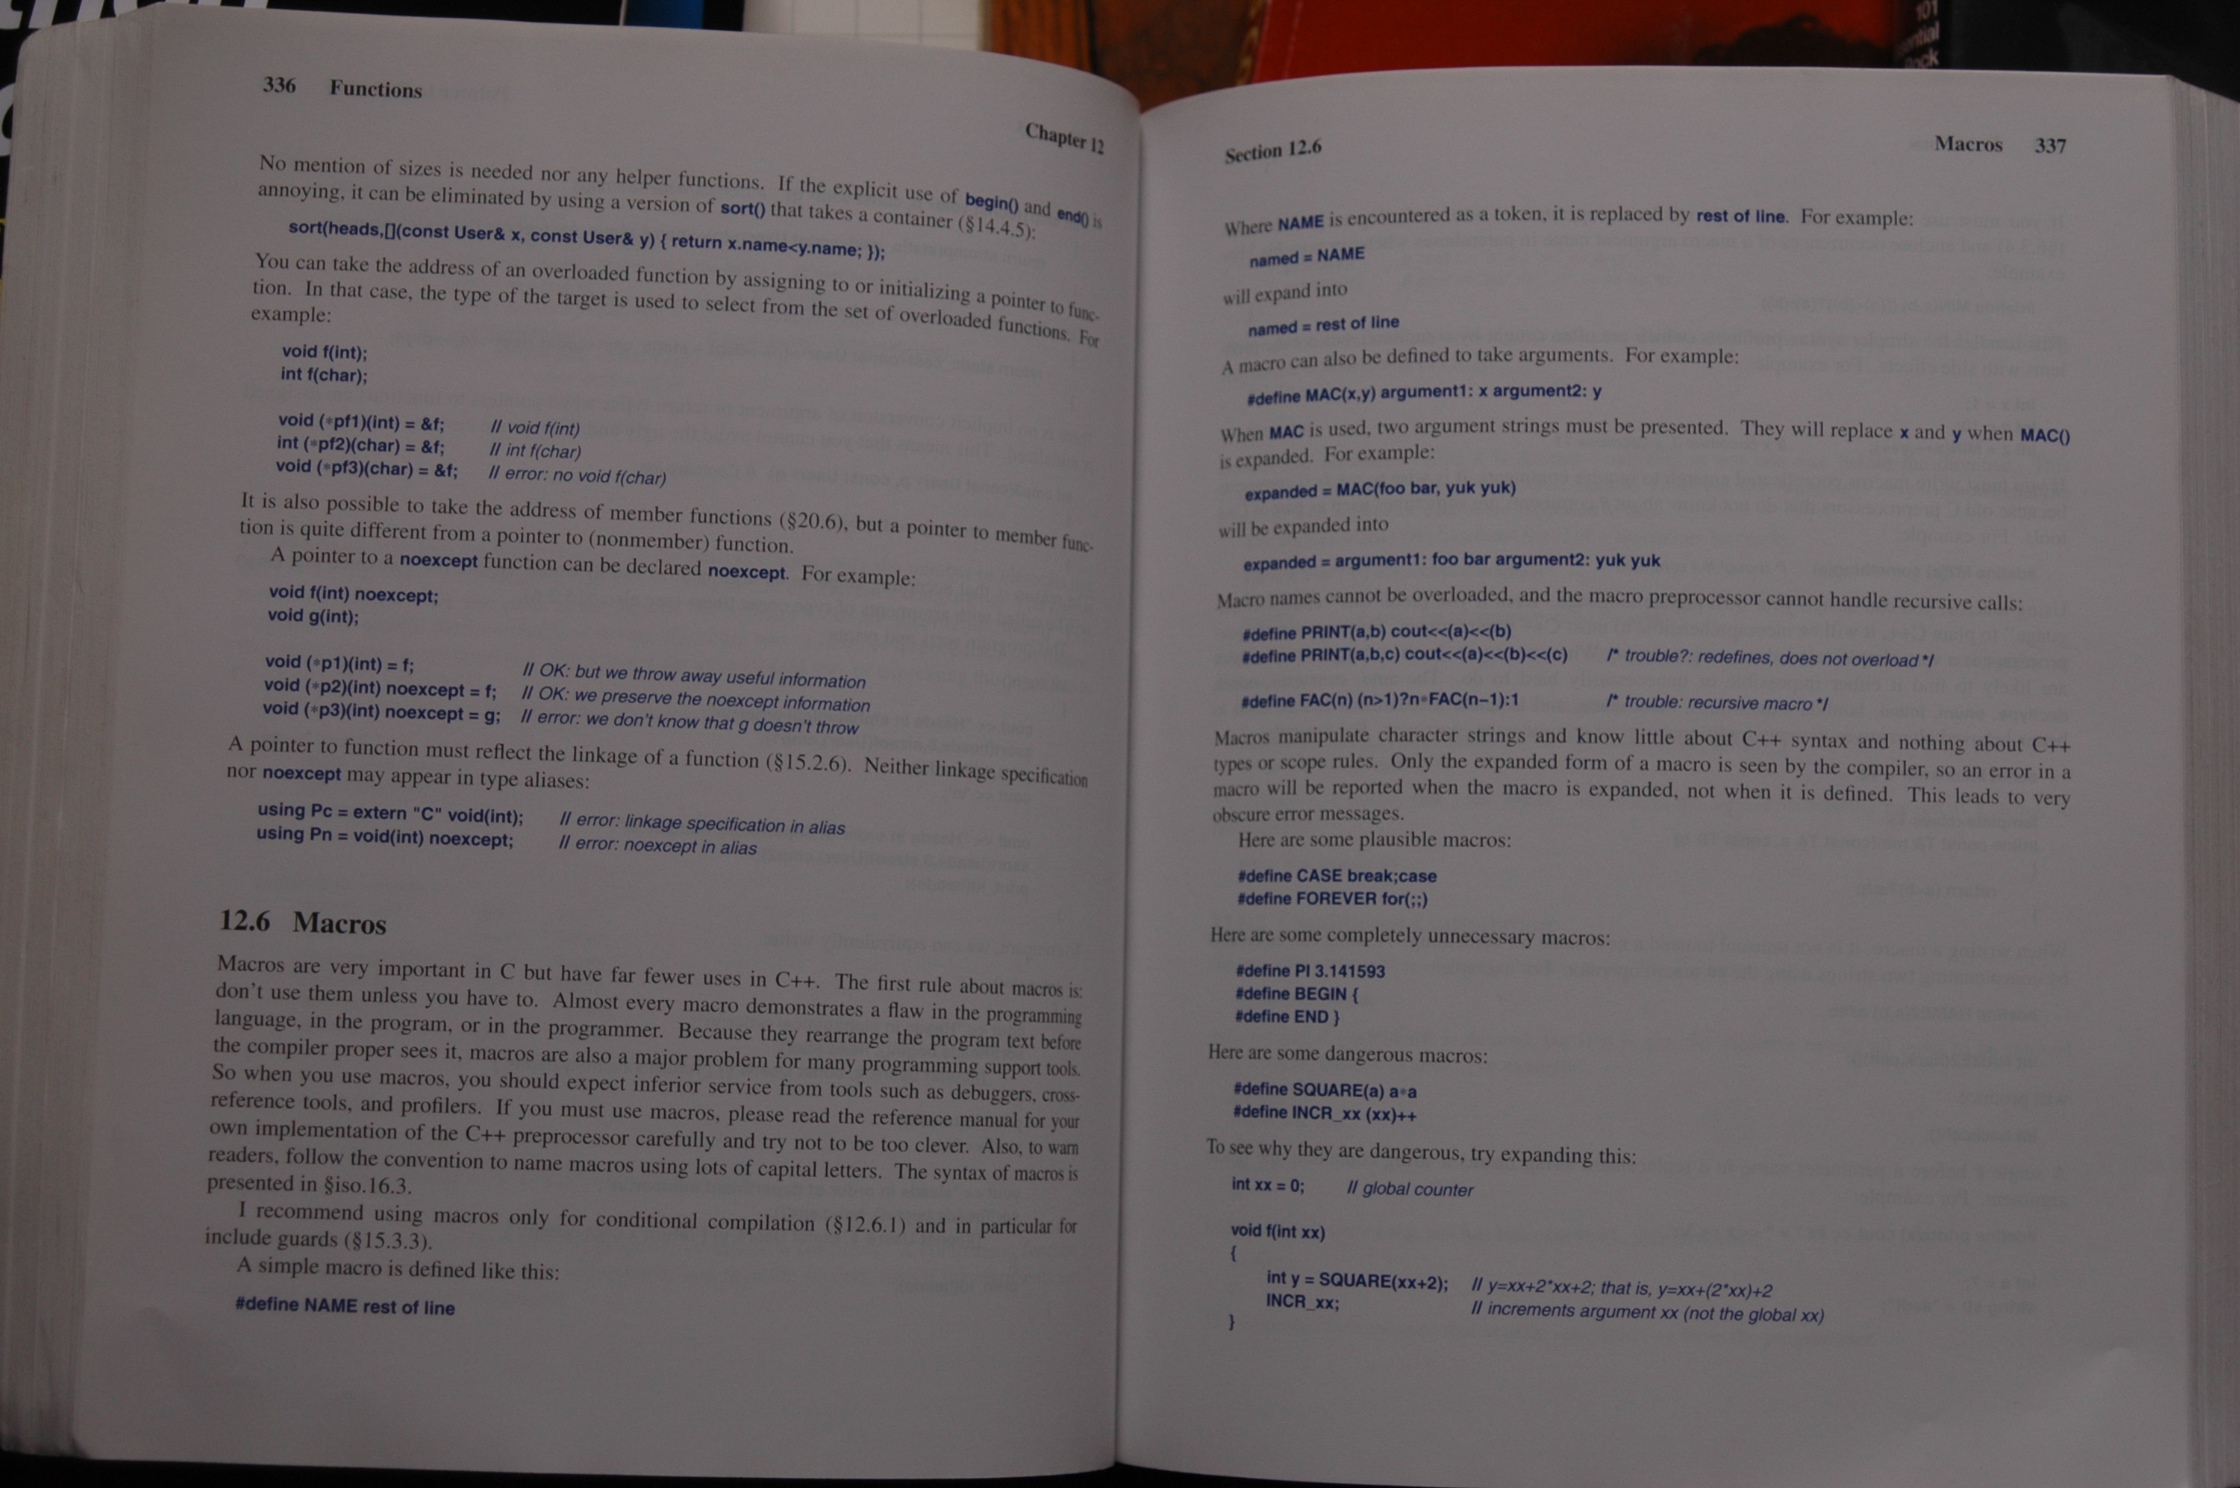 336 Functions Chapter 12
No mention of sizes is needed nor any helper functions. If the explicit use of begin() and end() is
annoying, it can be eliminated by using a version of sort() that takes a container (§14.4.5):
sort(heads,[](const User& x, const User& y) { return x.name<y.name; });
You can take the address of an overloaded function by assigning to or initializing a pointer to func-
tion. In that case, the type of the target is used to select from the set of overloaded functions. For
example:
void f(int);
int f(char);
void (*pf1)(int) = &f; // void f(int)
int (*pf2)(char) = &f; // int f(char)
void (*pf3)(char) = &f; // error: no void f(char)
It is also possible to take the address of member functions (§20.6), but a pointer to member func-
tion is quite different from a pointer to (nonmember) function.
A pointer to a noexcept function can be declared noexcept. For example:
void f(int) noexcept;
void g(int);
void (*p1)(int) = f; // OK: but we throw away useful information
void (*p2)(int) noexcept = f; // OK: we preserve the noexcept information
void (*p3)(int) noexcept = g; // error: we don't know that g doesn't throw
A pointer to function must reflect the linkage of a function (§15.2.6). Neither linkage specification
nor noexcept may appear in type aliases:
using Pc = extern "C" void(int); // error: linkage specification in alias
using Pn = void(int) noexcept; // error: noexcept in alias
12.6 Macros
Macros are very important in C but have far fewer uses in C++. The first rule about macros is:
don't use them unless you have to. Almost every macro demonstrates a flaw in the programming
language, in the program, or in the programmer. Because they rearrange the program text before
the compiler proper sees it, macros are also a major problem for many programming support tools.
So when you use macros, you should expect inferior service from tools such as debuggers, cross-
reference tools, and profilers. If you must use macros, please read the reference manual for your
own implementation of the C++ preprocessor carefully and try not to be too clever. Also, to warn
readers, follow the convention to name macros using lots of capital letters. The syntax of macros is
presented in §iso.16.3.
I recommend using macros only for conditional compilation (§12.6.1) and in particular for
include guards (§15.3.3).
A simple macro is defined like this:
#define NAME rest of line
Section 12.6 Macros 337
Where NAME is encountered as a token, it is replaced by rest of line. For example:
named = NAME
will expand into
named = rest of line
A macro can also be defined to take arguments. For example:
#define MAC(x,y) argument1: x argument2: y
When MAC is used, two argument strings must be presented. They will replace x and y when MAC()
is expanded. For example:
expanded = MAC(foo bar, yuk yuk)
will be expanded into
expanded = argument1: foo bar argument2: yuk yuk
Macro names cannot be overloaded, and the macro preprocessor cannot handle recursive calls:
#define PRINT(a,b) cout<<(a)<<(b)
#define PRINT(a,b,c) cout<<(a)<<(b)<<(c) /* trouble?: redefines, does not overload */
#define FAC(n) (n>1)?n*FAC(n−1):1 /* trouble: recursive macro */
Macros manipulate character strings and know little about C++ syntax and nothing about C++
types or scope rules. Only the expanded form of a macro is seen by the compiler, so an error in a
macro will be reported when the macro is expanded, not when it is defined. This leads to very
obscure error messages.
Here are some plausible macros:
#define CASE break;case
#define FOREVER for(;;)
Here are some completely unnecessary macros:
#define PI 3.141593
#define BEGIN {
#define END }
Here are some dangerous macros:
#define SQUARE(a) a*a
#define INCR_xx (xx)++
To see why they are dangerous, try expanding this:
int xx = 0; // global counter
void f(int xx)
{
int y = SQUARE(xx+2); // y=xx+2*xx+2; that is, y=xx+(2*xx)+2
INCR_xx; // increments argument xx (not the global xx)
}